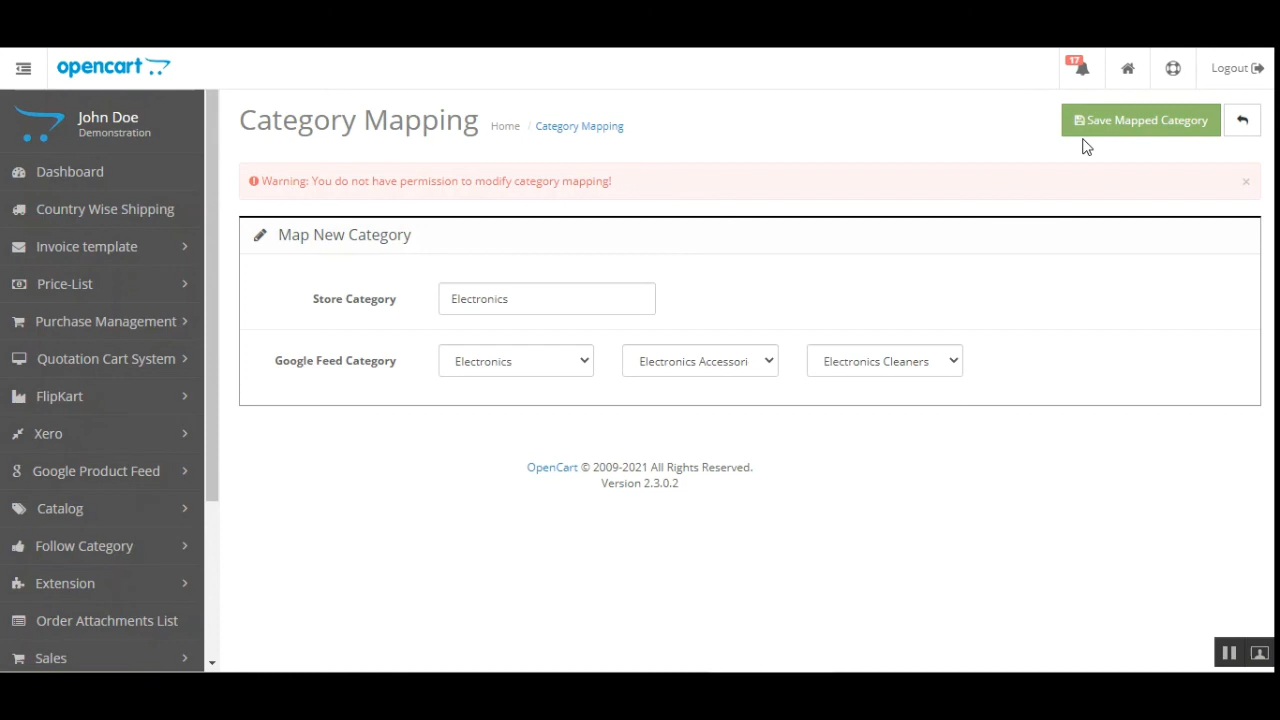 opencart
17
Logout
John Doe
Demonstration
Dashboard
Country Wise Shipping
Invoice template
Price-List
Purchase Management
Quotation Cart System
FlipKart
Xero
Google Product Feed
Catalog
Follow Category
Extension
Order Attachments List
Sales
Category Mapping
Home / Category Mapping
Save Mapped Category
Warning: You do not have permission to modify category mapping! ×
Map New Category
Store Category Electronics
Google Feed Category Electronics Electronics Accessori Electronics Cleaners
OpenCart © 2009-2021 All Rights Reserved.
Version 2.3.0.2